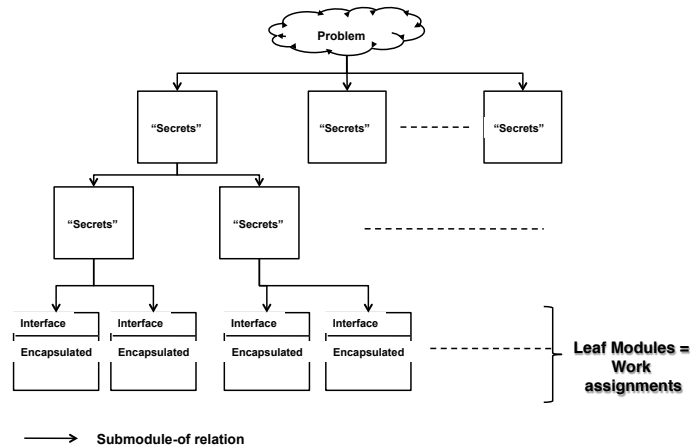 Problem
“Secrets” “Secrets” “Secrets”
“Secrets” “Secrets”
Interface Interface Interface Interface
Encapsulated Encapsulated Encapsulated Encapsulated
Leaf Modules =
Work
assignments
Submodule-of relation